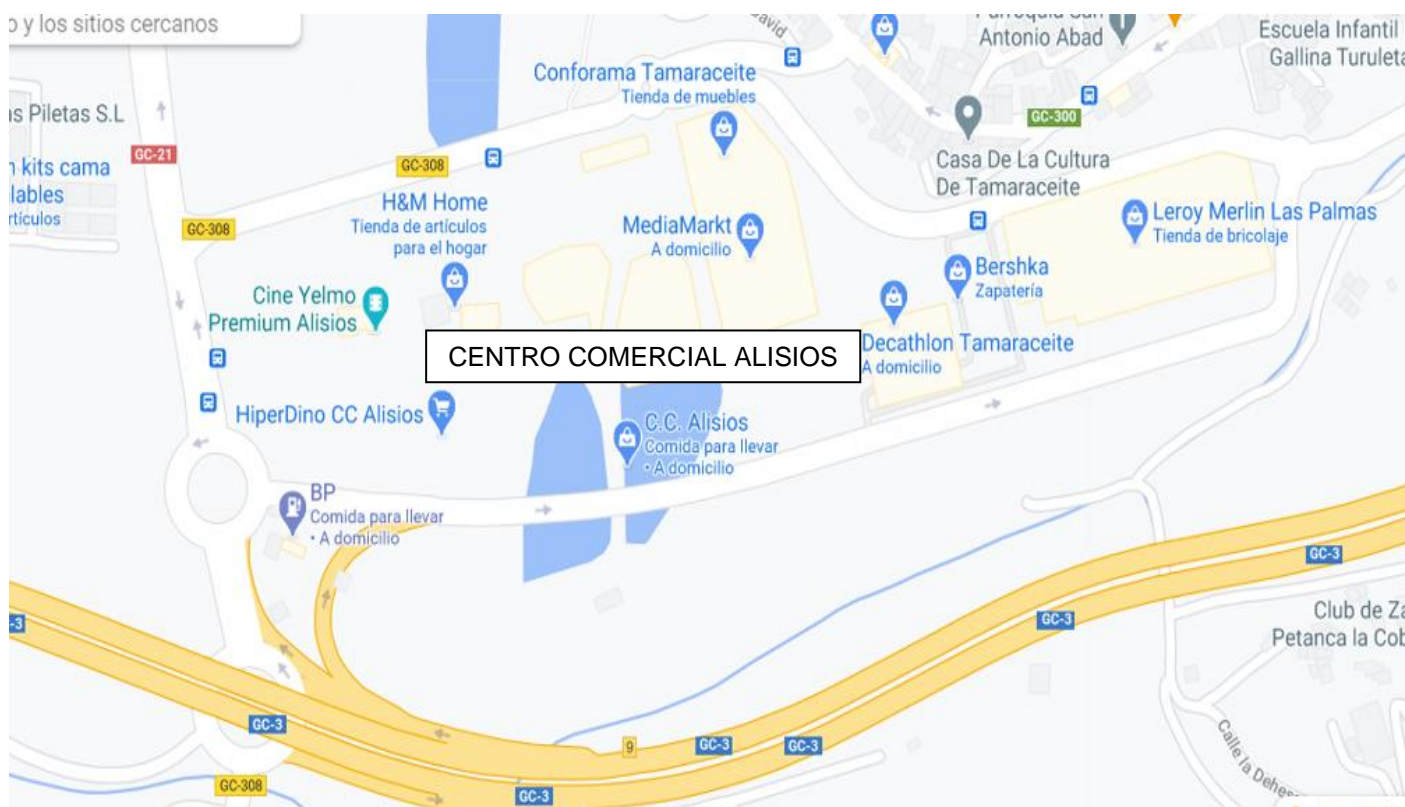 o y los sitios cercanos
Antonio Abad
Escuela Infantil
Gallina Turuleta
David
Conforama Tamaraceite
Tienda de muebles
as Piletas S.L
GC-300
GC-21
GC-308
Casa De La Cultura
De Tamaraceite
n kits cama
lables
rtículos
H&M Home
Tienda de artículos
para el hogar
GC-308
MediaMarkt
A domicilio
Leroy Merlin Las Palmas
Tienda de bricolaje
Bershka
Zapatería
Cine Yelmo
Premium Alisios
CENTRO COMERCIAL ALISIOS
Decathlon Tamaraceite
A domicilio
HiperDino CC Alisios
C.C. Alisios
Comida para llevar
• A domicilio
BP
Comida para llevar
• A domicilio
GC-3
GC-3
-3
Club de Za
Petanca la Cob
GC-3
9
GC-3
GC-3
Calle la Dehes
GC-308
GC-3